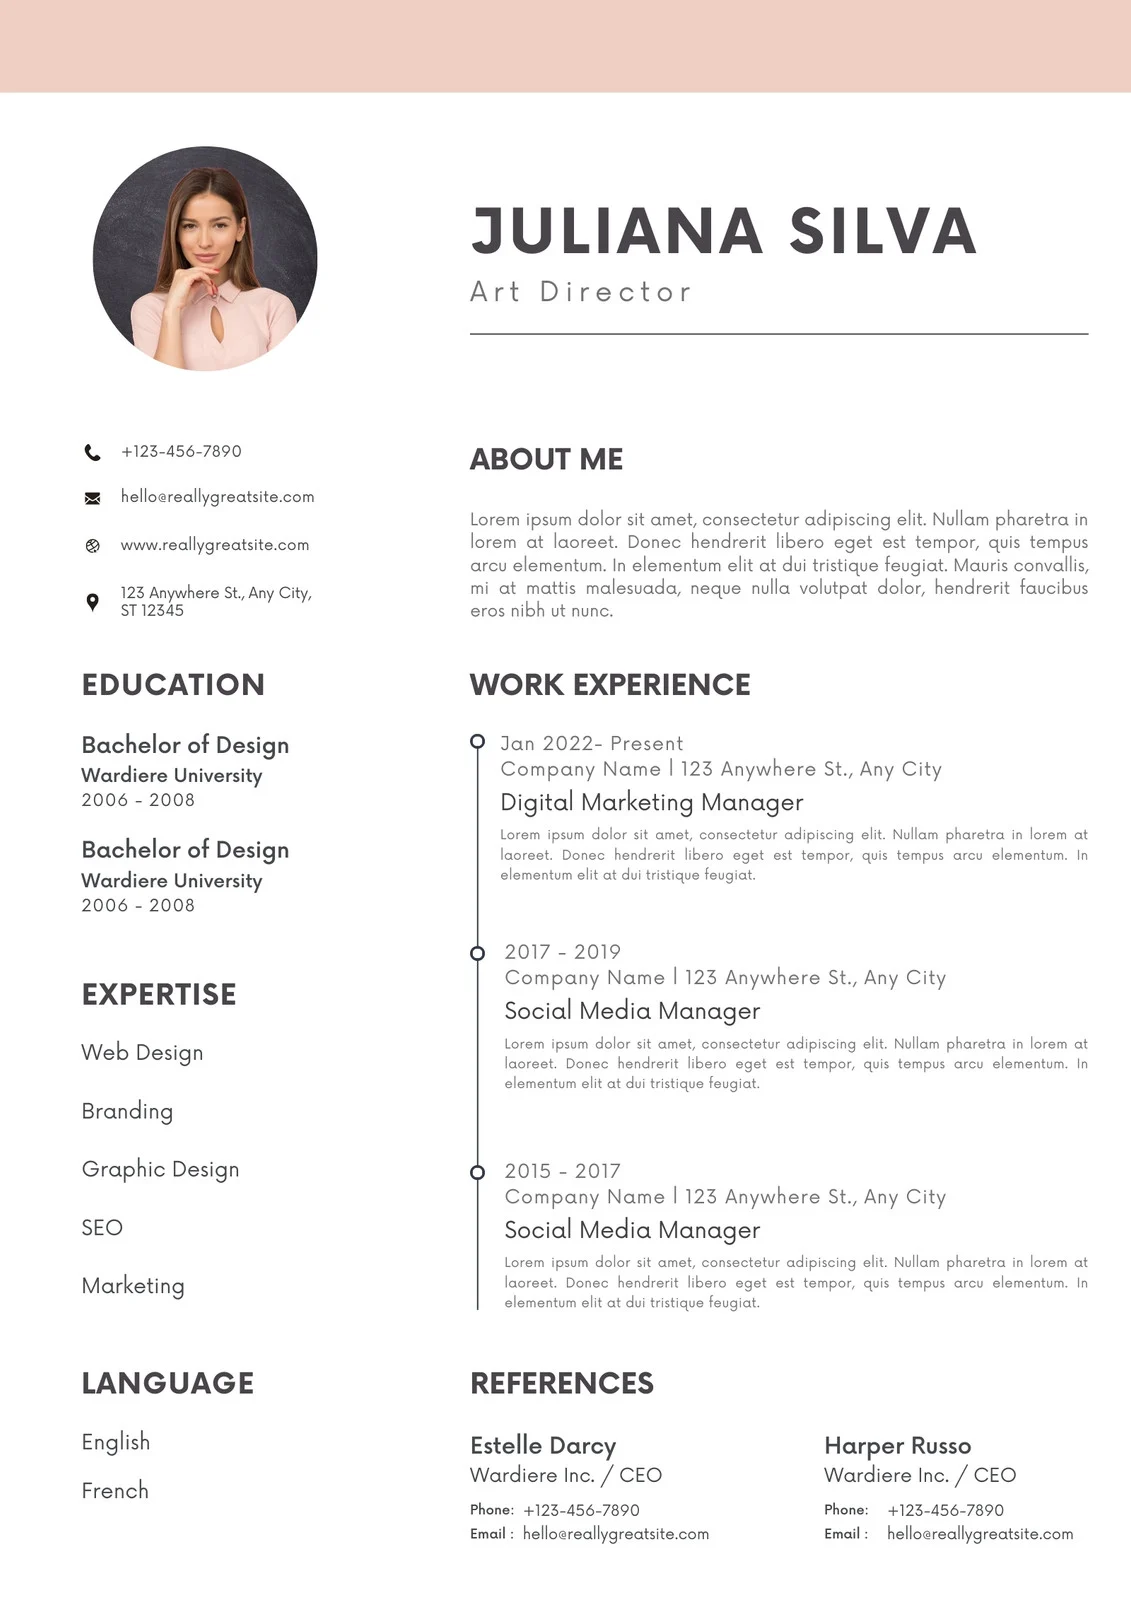 JULIANA SILVA
Art Director
+123-456-7890
hello@reallygreatsite.com
www.reallygreatsite.com
123 Anywhere St., Any City,
ST 12345
EDUCATION
Bachelor of Design
Wardiere University
2006 - 2008
Bachelor of Design
Wardiere University
2006 - 2008
EXPERTISE
Web Design
Branding
Graphic Design
SEO
Marketing
LANGUAGE
English
French
ABOUT ME
Lorem ipsum dolor sit amet, consectetur adipiscing elit. Nullam pharetra in
lorem at laoreet. Donec hendrerit libero eget est tempor, quis tempus
arcu elementum. In elementum elit at dui tristique feugiat. Mauris convallis,
mi at mattis malesuada, neque nulla volutpat dolor, hendrerit faucibus
eros nibh ut nunc.
WORK EXPERIENCE
Jan 2022- Present
Company Name l 123 Anywhere St., Any City
Digital Marketing Manager
Lorem ipsum dolor sit amet, consectetur adipiscing elit. Nullam pharetra in lorem at
laoreet. Donec hendrerit libero eget est tempor, quis tempus arcu elementum. In
elementum elit at dui tristique feugiat.
2017 - 2019
Company Name l 123 Anywhere St., Any City
Social Media Manager
Lorem ipsum dolor sit amet, consectetur adipiscing elit. Nullam pharetra in lorem at
laoreet. Donec hendrerit libero eget est tempor, quis tempus arcu elementum. In
elementum elit at dui tristique feugiat.
2015 - 2017
Company Name l 123 Anywhere St., Any City
Social Media Manager
Lorem ipsum dolor sit amet, consectetur adipiscing elit. Nullam pharetra in lorem at
laoreet. Donec hendrerit libero eget est tempor, quis tempus arcu elementum. In
elementum elit at dui tristique feugiat.
REFERENCES
Estelle Darcy
Wardiere Inc. / CEO
Phone: +123-456-7890
Email : hello@reallygreatsite.com
Harper Russo
Wardiere Inc. / CEO
Phone: +123-456-7890
Email : hello@reallygreatsite.com